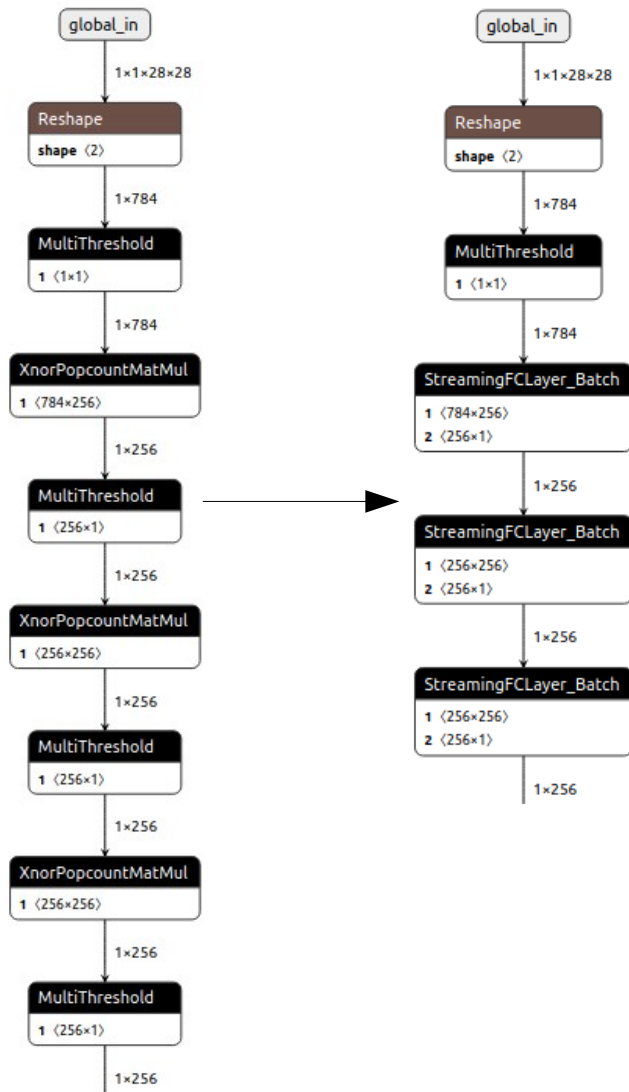 global_in
1×1×28×28
Reshape
shape 〈2〉
1×784
MultiThreshold
1 〈1×1〉
1×784
XnorPopcountMatMul
1 〈784×256〉
1×256
MultiThreshold
1 〈256×1〉
1×256
XnorPopcountMatMul
1 〈256×256〉
1×256
MultiThreshold
1 〈256×1〉
1×256
XnorPopcountMatMul
1 〈256×256〉
1×256
MultiThreshold
1 〈256×1〉
1×256
global_in
1×1×28×28
Reshape
shape 〈2〉
1×784
MultiThreshold
1 〈1×1〉
1×784
StreamingFCLayer_Batch
1 〈784×256〉
2 〈256×1〉
1×256
StreamingFCLayer_Batch
1 〈256×256〉
2 〈256×1〉
1×256
StreamingFCLayer_Batch
1 〈256×256〉
2 〈256×1〉
1×256